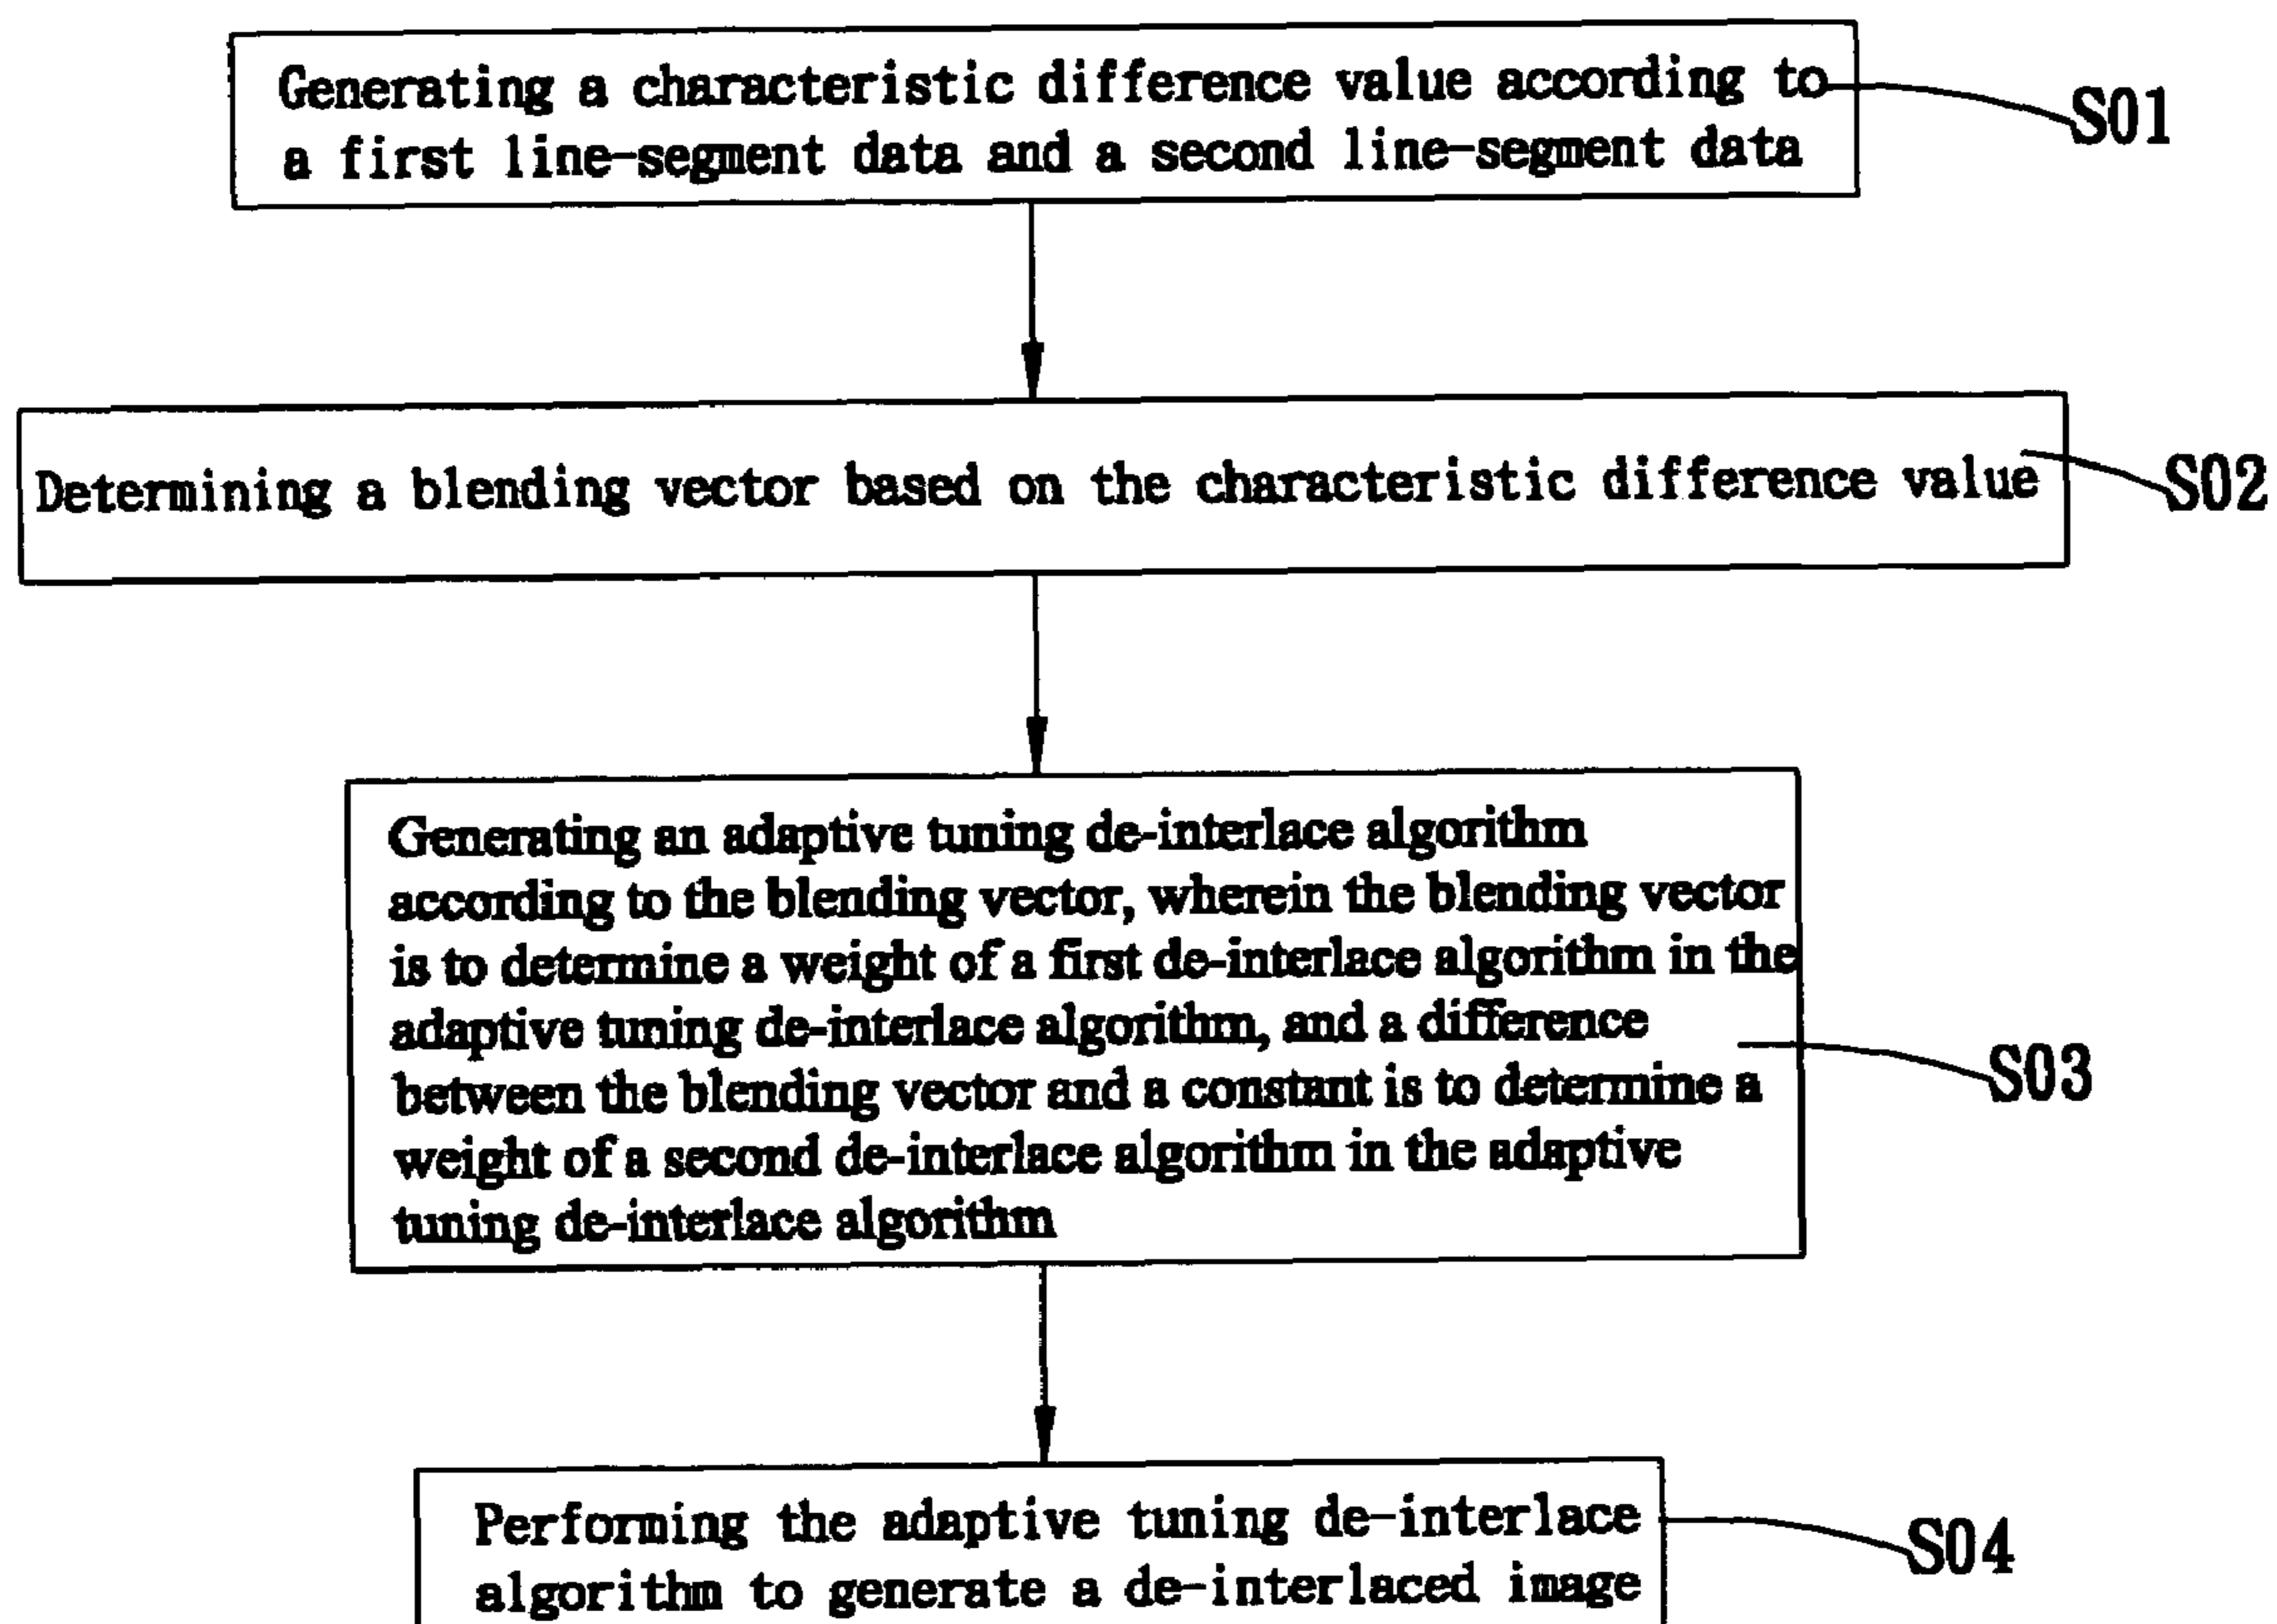 Generating a characteristic difference value according to
a first line-segment data and a second line-segment data
S01
Determining a blending vector based on the characteristic difference value
S02
Generating an adaptive tuning de-interlace algorithm
according to the blending vector, wherein the blending vector
is to determine a weight of a first de-interlace algorithm in the
adaptive tuning de-interlace algorithm, and a difference
between the blending vector and a constant is to determine a
weight of a second de-interlace algorithm in the adaptive
tuning de-interlace algorithm
S03
Performing the adaptive tuning de-interlace
algorithm to generate a de-interlaced image
S04